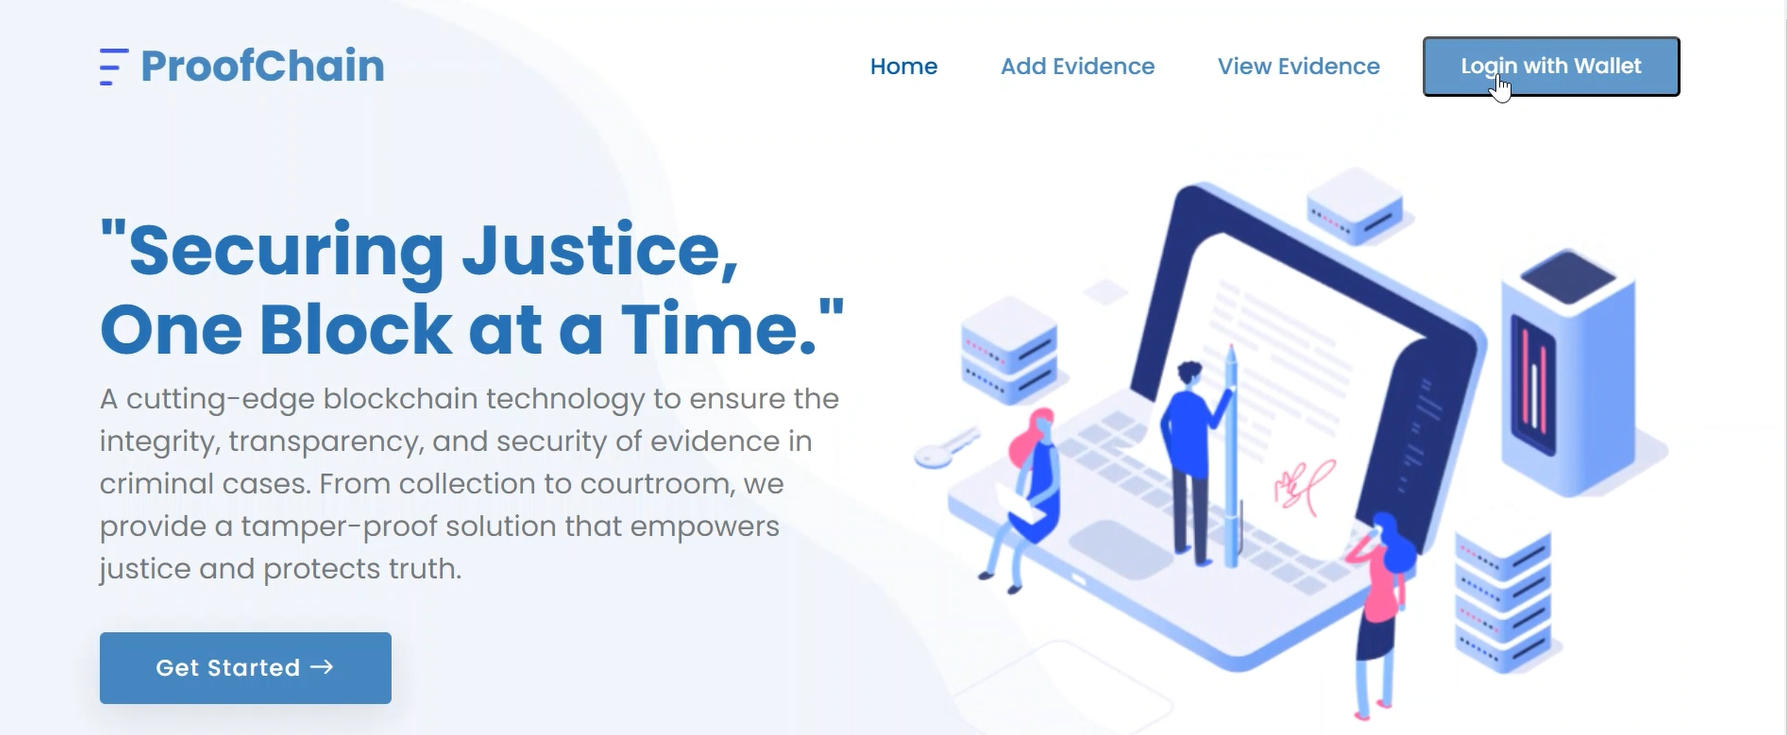 ProofChain
Home
Add Evidence
View Evidence
Login with Wallet
"Securing Justice,
One Block at a Time."
A cutting-edge blockchain technology to ensure the
integrity, transparency, and security of evidence in
criminal cases. From collection to courtroom, we
provide a tamper-proof solution that empowers
justice and protects truth.
Get Started →